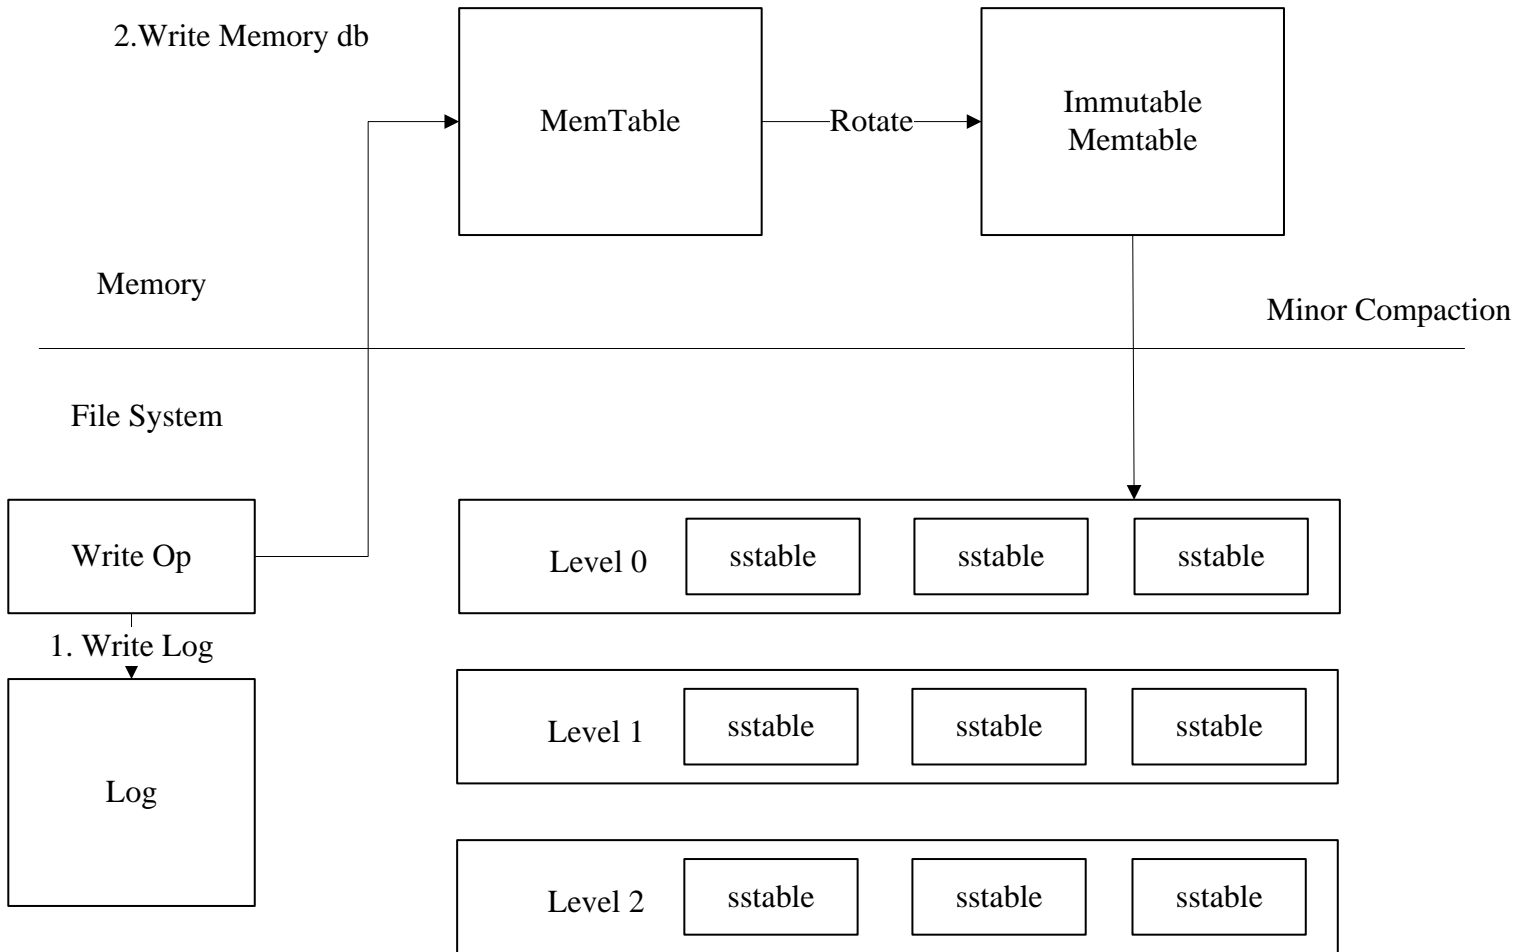 2.Write Memory db
MemTable
Rotate
Immutable
Memtable
Memory
Minor Compaction
File System
Write Op
1. Write Log
Log
Level 0
sstable
sstable
sstable
Level 1
sstable
sstable
sstable
Level 2
sstable
sstable
sstable